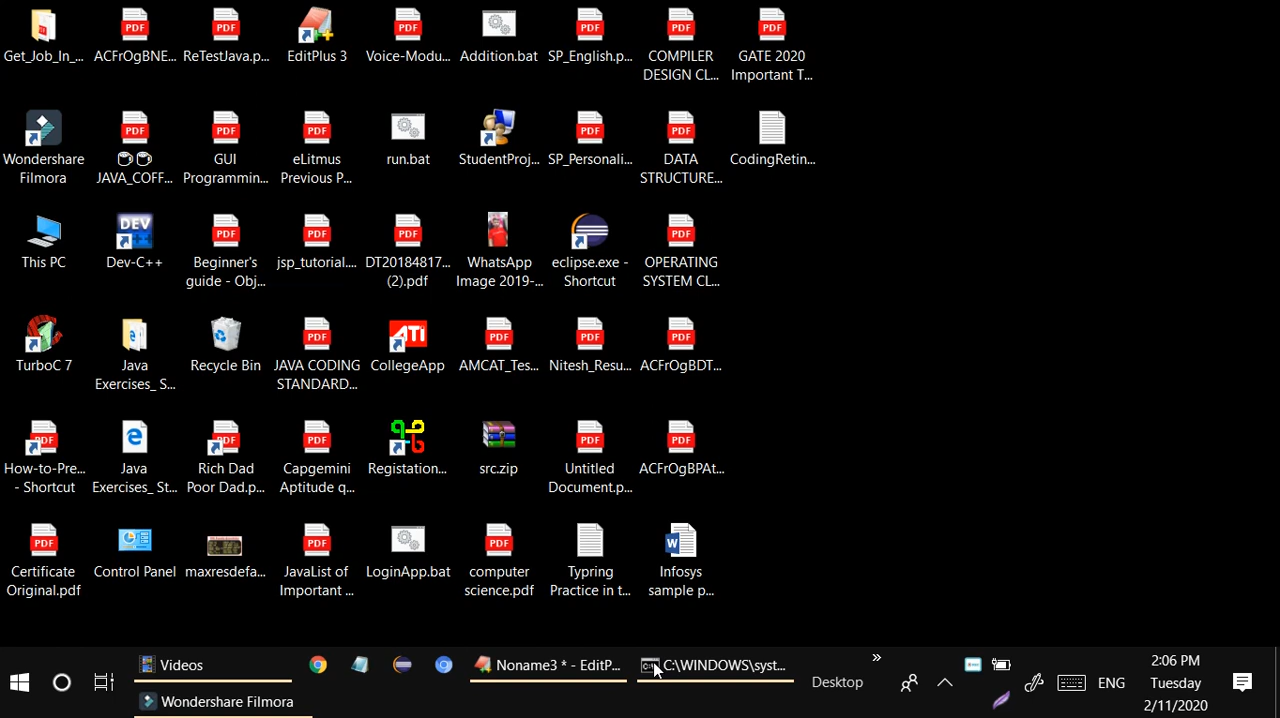 Get_Job_In_...
ACFrOgBNE...
ReTestJava.p...
EditPlus 3
Voice-Modu...
Addition.bat
SP_English.p...
COMPILER
DESIGN CL...
GATE 2020
Important T...
Wondershare
Filmora
JAVA_COFF...
GUI
Programmin...
eLitmus
Previous P...
run.bat
StudentProj...
SP_Personali...
DATA
STRUCTURE...
CodingRetin...
This PC
DEV
Dev-C++
Beginner's
guide - Obj...
jsp_tutorial....
DT20184817...
(2).pdf
WhatsApp
Image 2019-...
eclipse.exe -
Shortcut
OPERATING
SYSTEM CL...
TurboC 7
Java
Exercises_ S...
Recycle Bin
JAVA CODING
STANDARD...
ATI
CollegeApp
AMCAT_Tes...
Nitesh_Resu...
ACFrOgBDT...
How-to-Pre...
- Shortcut
Java
Exercises_ St...
Rich Dad
Poor Dad.p...
Capgemini
Aptitude q...
Registation...
src.zip
Untitled
Document.p...
ACFrOgBPAt...
Certificate
Original.pdf
Control Panel
maxresdefa...
JavaList of
Important ...
LoginApp.bat
computer
science.pdf
Typring
Practice in t...
Infosys
sample p...
Videos
Noname3 * - EditP...
C:\WINDOWS\syst...
Wondershare Filmora
Desktop
ENG
2:06 PM
Tuesday
2/11/2020